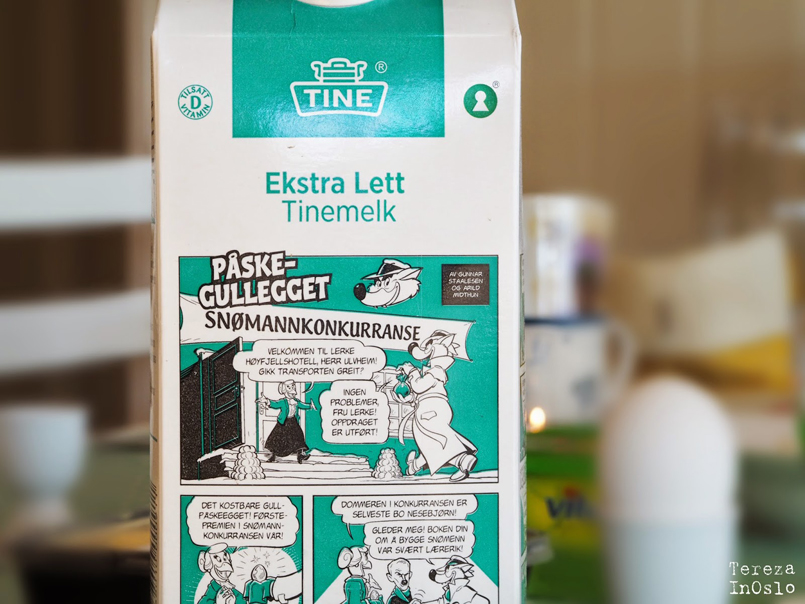 TINE
®
TILSATT
D
VITAMIN
®
Ekstra Lett
Tinemelk
PÅSKE-
GULLEGGET
AV GUNNAR
STAALESEN
OG ARILD
MIDTHUN
SNØMANNKONKURRANSE
VELKOMMEN TIL LERKE
HØYFJELLSHOTELL, HERR ULVHEIM!
GIKK TRANSPORTEN GREIT?
INGEN
PROBLEMER,
FRU LERKE!
OPPDRAGET
ER UTFØRT!
DET KOSTBARE GULL-
PÅSKEEGGET! FØRSTE-
PREMIEN I SNØMANN-
KONKURRANSEN VÅR!
DOMMEREN I KONKURRANSEN ER
SELVESTE BO NESEBJØRN!
GLEDER MEG! BOKEN DIN
OM Å BYGGE SNØMENN
VAR SVÆRT LÆRERIK!
Tereza
InOslo